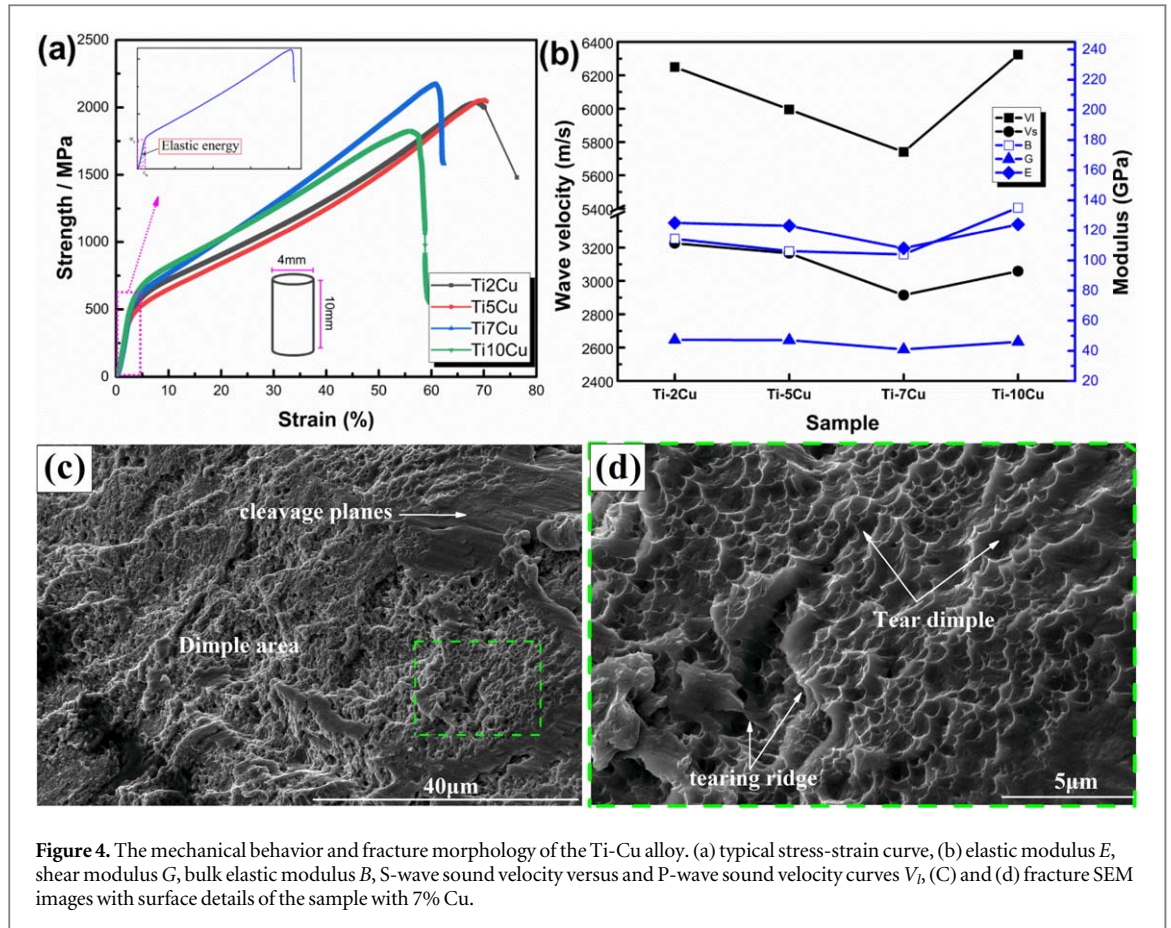 (a)
2500
2000
1500
1000
500
0
Strength / MPa
0 10 20 30 40 50 60 70 80
Strain (%)
Elastic energy
4mm
10mm
Ti2Cu
Ti5Cu
Ti7Cu
Ti10Cu
(b)
6400
6200
6000
5800
5600
5400
3200
3000
2800
2600
2400
Wave velocity (m/s)
Vl
Vs
B
G
E
240
220
200
180
160
140
120
100
80
60
40
20
Modulus (GPa)
Ti-2Cu Ti-5Cu Ti-7Cu Ti-10Cu
Sample
(c)
cleavage planes
Dimple area
40μm
(d)
Tear dimple
tearing ridge
5μm
Figure 4. The mechanical behavior and fracture morphology of the Ti-Cu alloy. (a) typical stress-strain curve, (b) elastic modulus E,
shear modulus G, bulk elastic modulus B, S-wave sound velocity versus and P-wave sound velocity curves Vl, (C) and (d) fracture SEM
images with surface details of the sample with 7% Cu.